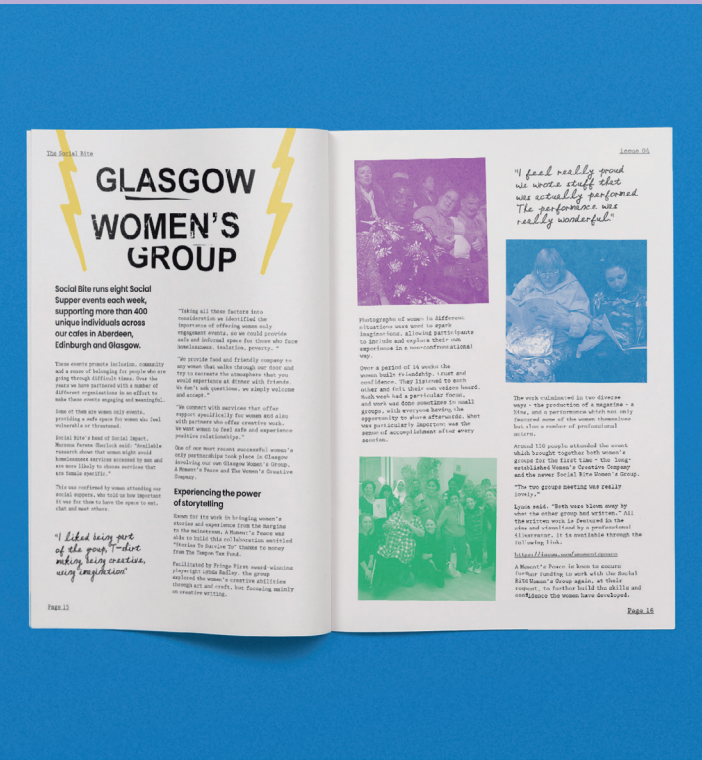 The Social Bite
GLASGOW
WOMEN'S
GROUP
Social Bite runs eight Social
Supper events each week,
supporting more than 400
unique individuals across
our cafes in Aberdeen,
Edinburgh and Glasgow.
These events promote inclusion, community
and a sense of belonging for people who are
going through difficult times. Over the
years we have partnered with a number of
different organisations in an effort to
make these events engaging and meaningful.
Some of them are women only events,
providing a safe space for women who feel
vulnerable or threatened.
Social Bite's head of Social Impact,
Sherlock said: "Available
research shows that women might avoid
homelessness services accessed by men and
are more likely to choose services that
are female specific."
This was confirmed by women attending our
social suppers, who told us how important
it was for them to have the space to eat,
chat and meet others.
"I liked being part
of the group, I
making being creative,
using imagination"
Page 15
"Taking all these factors into
consideration we identified the
importance of offering women only
engagement events, so we could provide
safe and informed space for those who face
homelessness, isolation, poverty. "
"We provide food and friendly company to
any women that walks through our door and
try to recreate the atmosphere that you
would experience at dinner with friends.
We don't ask questions, we simply welcome
and accept."
"We connect with services that offer
support specifically for women and also
with partners who offer creative work.
We want women to feel safe and experience
positive relationships."
One of our most recent successful women's
only partnerships took place in Glasgow
involving our own Glasgow Women's Group,
A Moment's Peace and The Women's Creative
Company.
Experiencing the power
of storytelling
Known for its work in bringing women's
stories and experience from the margins
to the mainstream, A Moment's Peace was
able to build this collaboration entitled
"Stories To Survive To" thanks to money
from The Tampon Tax Fund.
Facilitated by Fringe First award-winning
playwright Lynda Radley, the group
explored the women's creative abilities
through art and craft, but focusing mainly
on creative writing.
Issue 04
Photographs of women in different
situations were used to spark
imaginations, allowing participants
to include and explore their own
experience in a non-confrontational
way.
Over a period of 14 weeks the
women built friendship, trust and
confidence. They listened to each
other and felt their own voices heard.
Each week had a particular focus,
and work was done sometimes in small
groups, with everyone having the
opportunity to share afterwards. What
was particularly important was the
sense of accomplishment after every
session.
"I feel really proud
we wrote stuff that
was actually performed
The performance was
really wonderful."
The work culminated in two diverse
ways - the production of a magazine - a
Zine, and a performance which not only
featured some of the women themselves
but also a number of professional
actors.
Around 110 people attended the event
which brought together both women's
groups for the first time - the long-
established Women's Creative Company
and the newer Social Bite Women's Group.
"The two groups meeting was really
lovely."
Lynda said. "Both were blown away by
what the other group had written." All
the written work is featured in the
zine and visualised by a professional
illustrator. It is available through the
following link.
A Moment's Peace is keen to secure
further funding to work with the Social
Bite Women's Group again, at their
request, to further build the skills and
confidence the women have developed.
Page 16